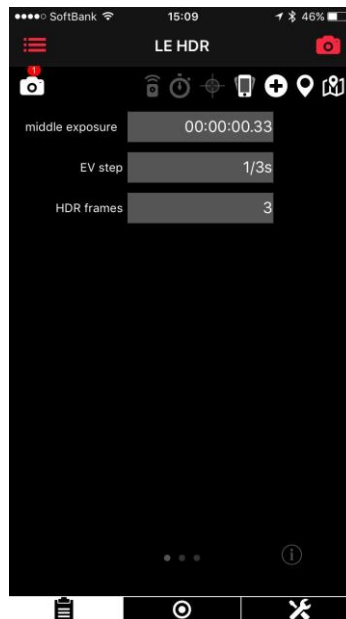 SoftBank 15:09 46%
LE HDR
1
middle exposure 00:00:00.33
EV step 1/3s
HDR frames 3